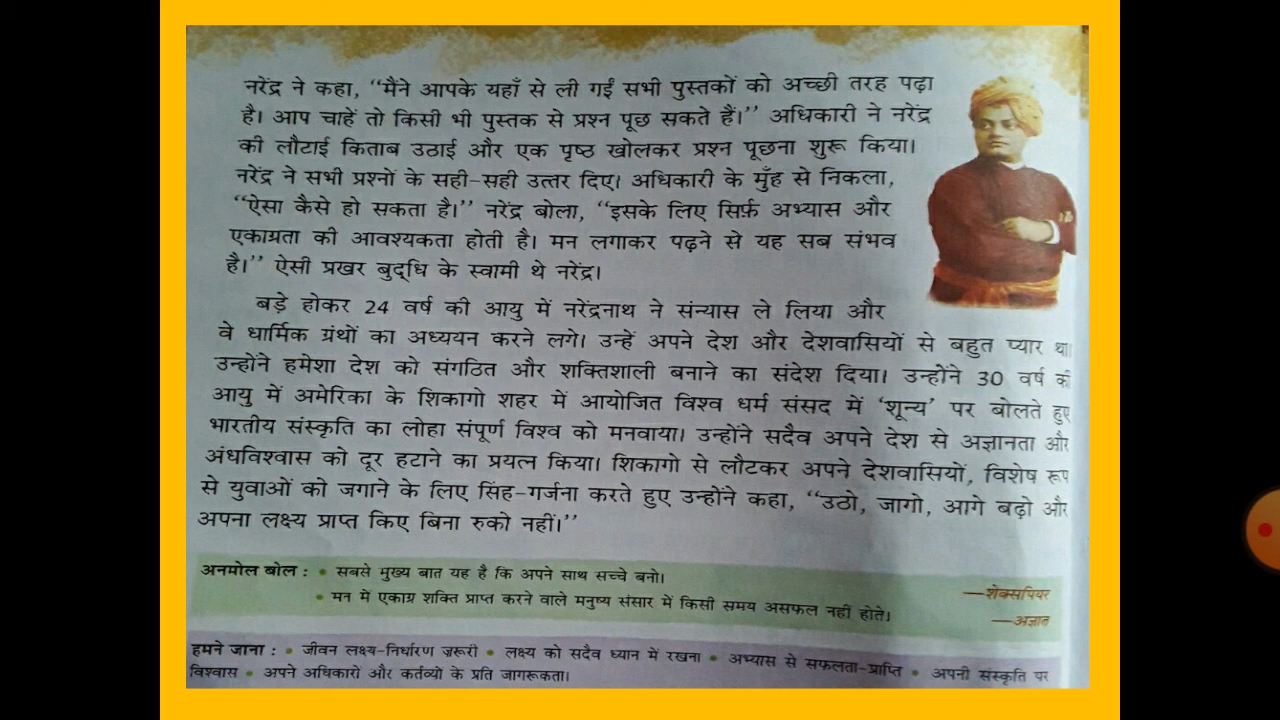 नरेंद्र ने कहा, ‘‘मैंने आपके यहाँ से ली गईं सभी पुस्तकों को अच्छी तरह पढ़ा
है। आप चाहें तो किसी भी पुस्तक से प्रश्न पूछ सकते हैं।’’ अधिकारी ने नरेंद्र
की लौटाई किताब उठाई और एक पृष्ठ खोलकर प्रश्न पूछना शुरू किया।
नरेंद्र ने सभी प्रश्नों के सही-सही उत्तर दिए। अधिकारी के मुँह से निकला,
‘‘ऐसा कैसे हो सकता है।’’ नरेंद्र बोला, ‘‘इसके लिए सिर्फ़ अभ्यास और
एकाग्रता की आवश्यकता होती है। मन लगाकर पढ़ने से यह सब संभव
है।’’ ऐसी प्रखर बुद्धि के स्वामी थे नरेंद्र।
बड़े होकर 24 वर्ष की आयु में नरेंद्रनाथ ने संन्यास ले लिया और
वे धार्मिक ग्रंथों का अध्ययन करने लगे। उन्हें अपने देश और देशवासियों से बहुत प्यार था।
उन्होंने हमेशा देश को संगठित और शक्तिशाली बनाने का संदेश दिया। उन्होंने 30 वर्ष की
आयु में अमेरिका के शिकागो शहर में आयोजित विश्व धर्म संसद में ‘शून्य’ पर बोलते हुए
भारतीय संस्कृति का लोहा संपूर्ण विश्व को मनवाया। उन्होंने सदैव अपने देश से अज्ञानता और
अंधविश्वास को दूर हटाने का प्रयत्न किया। शिकागो से लौटकर अपने देशवासियों, विशेष रूप
से युवाओं को जगाने के लिए सिंह-गर्जना करते हुए उन्होंने कहा, ‘‘उठो, जागो, आगे बढ़ो और
अपना लक्ष्य प्राप्त किए बिना रुको नहीं।’’
अनमोल बोल : • सबसे मुख्य बात यह है कि अपने साथ सच्चे बनो। —शेक्सपियर
• मन में एकाग्र शक्ति प्राप्त करने वाले मनुष्य संसार में किसी समय असफल नहीं होते। —अज्ञात
हमने जाना : • जीवन लक्ष्य-निर्धारण ज़रूरी • लक्ष्य को सदैव ध्यान में रखना • अभ्यास से सफलता-प्राप्ति • अपनी संस्कृति पर
विश्वास • अपने अधिकारों और कर्तव्यों के प्रति जागरूकता।